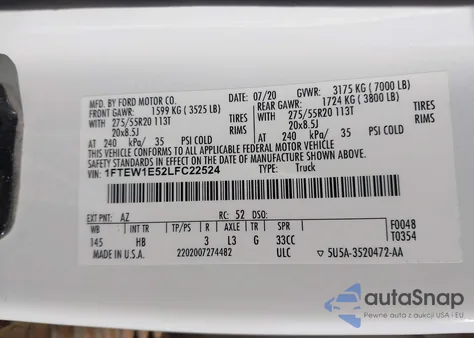 MFD. BY FORD MOTOR CO.
DATE: 07/20 GVWR: 3175 KG (7000 LB)
FRONT GAWR: 1599 KG (3525 LB) REAR GAWR: 1724 KG (3800 LB)
WITH 275/55R20 113T TIRES WITH 275/55R20 113T TIRES
20x8.5J RIMS 20x8.5J RIMS
AT 240 kPa/ 35 PSI COLD AT 240 kPa/ 35 PSI COLD
THIS VEHICLE CONFORMS TO ALL APPLICABLE FEDERAL MOTOR VEHICLE
SAFETY STANDARDS IN EFFECT ON THE DATE OF MANUFACTURE SHOWN ABOVE.
VIN: 1FTEW1E52LFC22524 TYPE: Truck
EXT PNT: AZ RC: 52 DSO: F0048
WB TP/PS R AXLE TR SPR T0354
145 HB 3 L3 G 33CC
MADE IN U.S.A. 2202007274482 ULC 5U5A-3520472-AA
autoSnap
Pewne auta z aukcji USA - EU